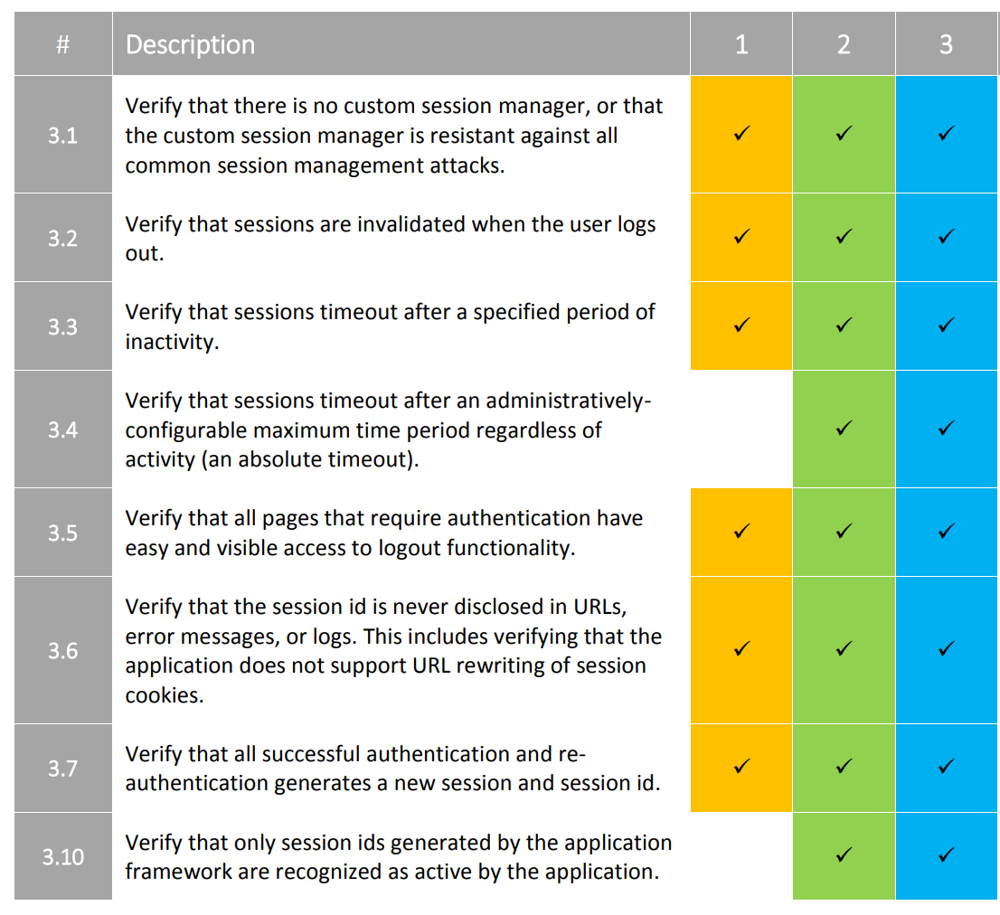 # Description 1 2 3
Verify that there is no custom session manager, or that
3.1 the custom session manager is resistant against all ✓ ✓ ✓
common session management attacks.
Verify that sessions are invalidated when the user logs
3.2 ✓ ✓ ✓
out.
Verify that sessions timeout after a specified period of
3.3 ✓ ✓ ✓
inactivity.
Verify that sessions timeout after an administratively-
3.4 configurable maximum time period regardless of ✓ ✓
activity (an absolute timeout).
Verify that all pages that require authentication have
3.5 ✓ ✓ ✓
easy and visible access to logout functionality.
Verify that the session id is never disclosed in URLs,
error messages, or logs. This includes verifying that the
3.6 ✓ ✓ ✓
application does not support URL rewriting of session
cookies.
Verify that all successful authentication and re-
3.7 ✓ ✓ ✓
authentication generates a new session and session id.
Verify that only session ids generated by the application
3.10 ✓ ✓
framework are recognized as active by the application.